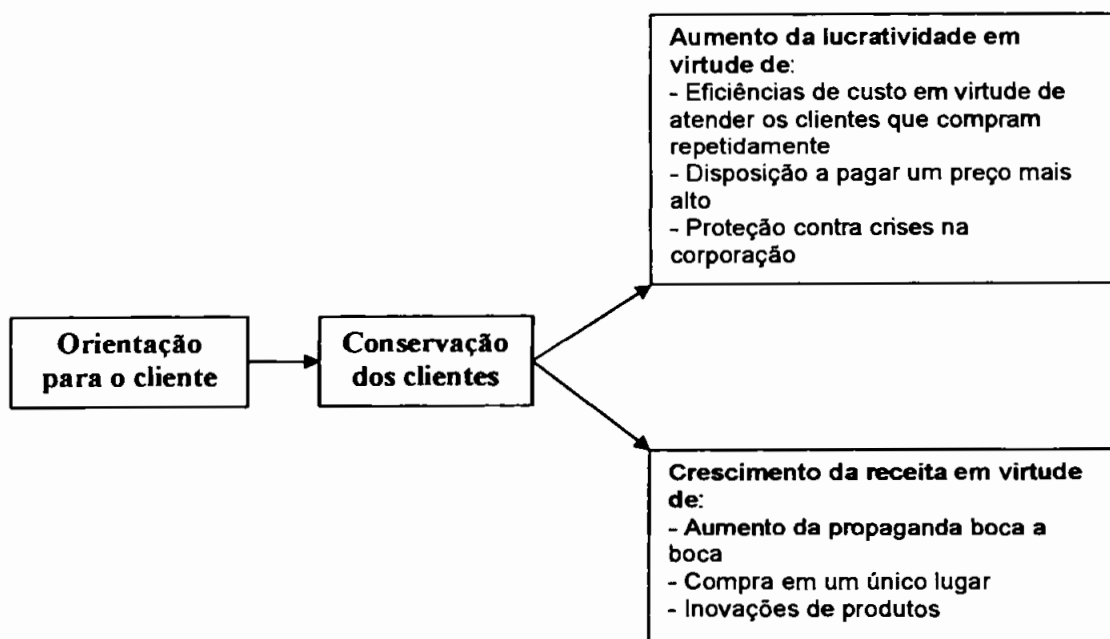 Aumento da lucratividade em
virtude de:
- Eficiências de custo em virtude de
atender os clientes que compram
repetidamente
- Disposição a pagar um preço mais
alto
- Proteção contra crises na
corporação
Orientação
para o cliente
Conservação
dos clientes
Crescimento da receita em virtude
de:
- Aumento da propaganda boca a
boca
- Compra em um único lugar
- Inovações de produtos